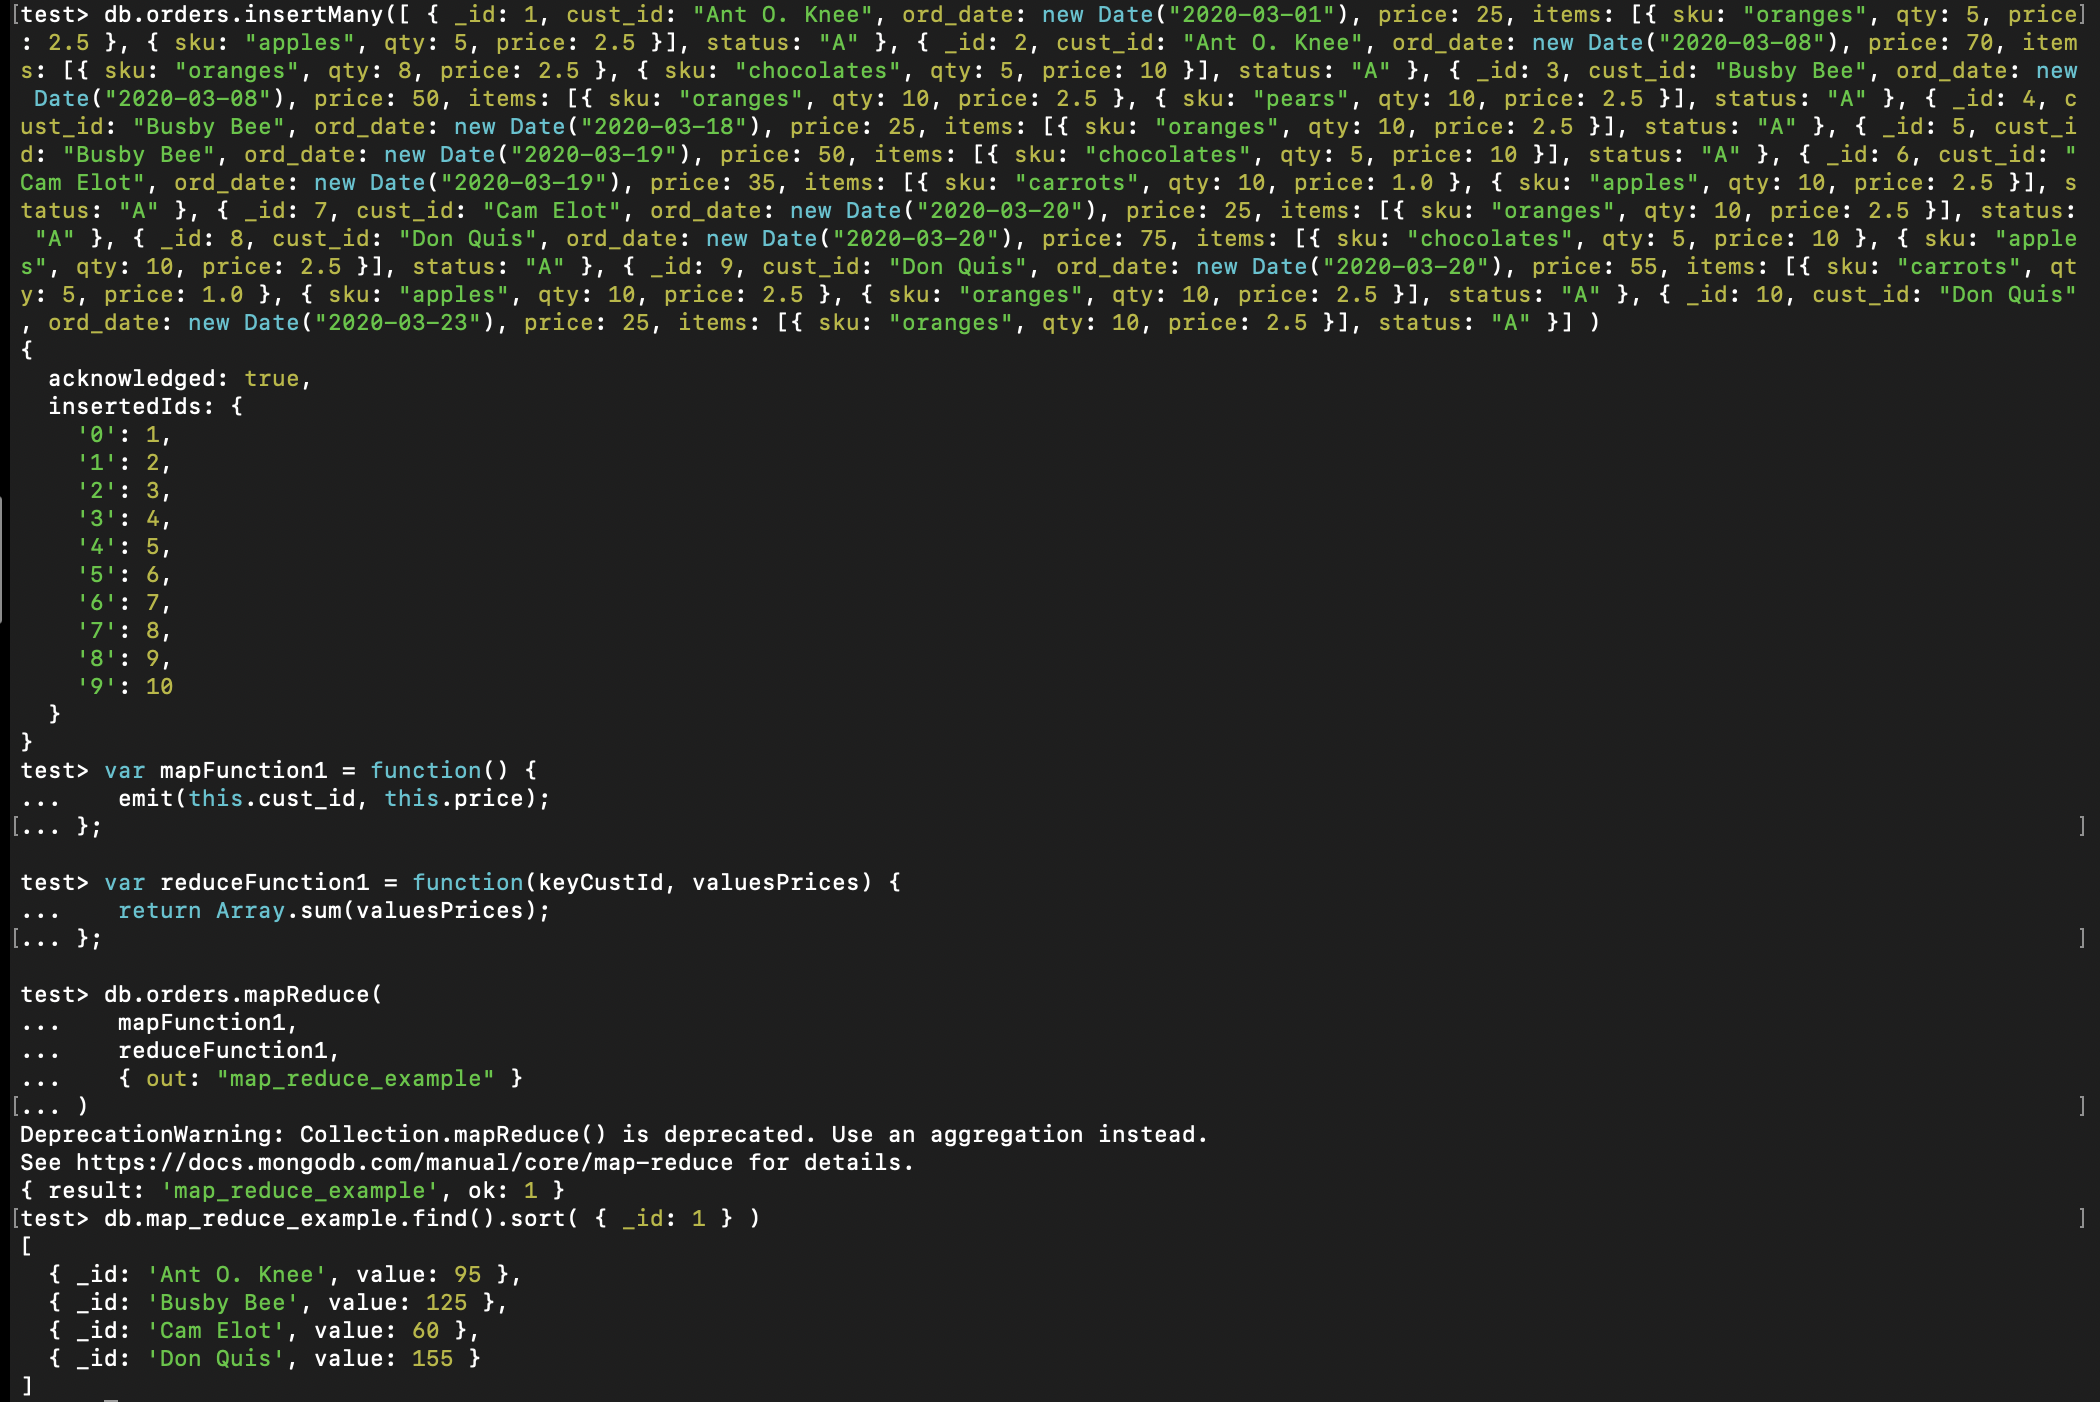 [test> db.orders.insertMany([ { _id: 1, cust_id: "Ant O. Knee", ord_date: new Date("2020-03-01"), price: 25, items: [{ sku: "oranges", qty: 5, price]
: 2.5 }, { sku: "apples", qty: 5, price: 2.5 }], status: "A" }, { _id: 2, cust_id: "Ant O. Knee", ord_date: new Date("2020-03-08"), price: 70, item
s: [{ sku: "oranges", qty: 8, price: 2.5 }, { sku: "chocolates", qty: 5, price: 10 }], status: "A" }, { _id: 3, cust_id: "Busby Bee", ord_date: new
 Date("2020-03-08"), price: 50, items: [{ sku: "oranges", qty: 10, price: 2.5 }, { sku: "pears", qty: 10, price: 2.5 }], status: "A" }, { _id: 4, c
ust_id: "Busby Bee", ord_date: new Date("2020-03-18"), price: 25, items: [{ sku: "oranges", qty: 10, price: 2.5 }], status: "A" }, { _id: 5, cust_i
d: "Busby Bee", ord_date: new Date("2020-03-19"), price: 50, items: [{ sku: "chocolates", qty: 5, price: 10 }], status: "A" }, { _id: 6, cust_id: "
Cam Elot", ord_date: new Date("2020-03-19"), price: 35, items: [{ sku: "carrots", qty: 10, price: 1.0 }, { sku: "apples", qty: 10, price: 2.5 }], s
tatus: "A" }, { _id: 7, cust_id: "Cam Elot", ord_date: new Date("2020-03-20"), price: 25, items: [{ sku: "oranges", qty: 10, price: 2.5 }], status:
 "A" }, { _id: 8, cust_id: "Don Quis", ord_date: new Date("2020-03-20"), price: 75, items: [{ sku: "chocolates", qty: 5, price: 10 }, { sku: "apple
s", qty: 10, price: 2.5 }], status: "A" }, { _id: 9, cust_id: "Don Quis", ord_date: new Date("2020-03-20"), price: 55, items: [{ sku: "carrots", qt
y: 5, price: 1.0 }, { sku: "apples", qty: 10, price: 2.5 }, { sku: "oranges", qty: 10, price: 2.5 }], status: "A" }, { _id: 10, cust_id: "Don Quis"
, ord_date: new Date("2020-03-23"), price: 25, items: [{ sku: "oranges", qty: 10, price: 2.5 }], status: "A" }] )
{
  acknowledged: true,
  insertedIds: {
    '0': 1,
    '1': 2,
    '2': 3,
    '3': 4,
    '4': 5,
    '5': 6,
    '6': 7,
    '7': 8,
    '8': 9,
    '9': 10
  }
}
test> var mapFunction1 = function() {
...    emit(this.cust_id, this.price);
[... }; ]
test> var reduceFunction1 = function(keyCustId, valuesPrices) {
...    return Array.sum(valuesPrices);
[... }; ]
test> db.orders.mapReduce(
...    mapFunction1,
...    reduceFunction1,
...    { out: "map_reduce_example" }
[... ) ]
DeprecationWarning: Collection.mapReduce() is deprecated. Use an aggregation instead.
See https://docs.mongodb.com/manual/core/map-reduce for details.
{ result: 'map_reduce_example', ok: 1 }
[test> db.map_reduce_example.find().sort( { _id: 1 } ) ]
[
  { _id: 'Ant O. Knee', value: 95 },
  { _id: 'Busby Bee', value: 125 },
  { _id: 'Cam Elot', value: 60 },
  { _id: 'Don Quis', value: 155 }
]